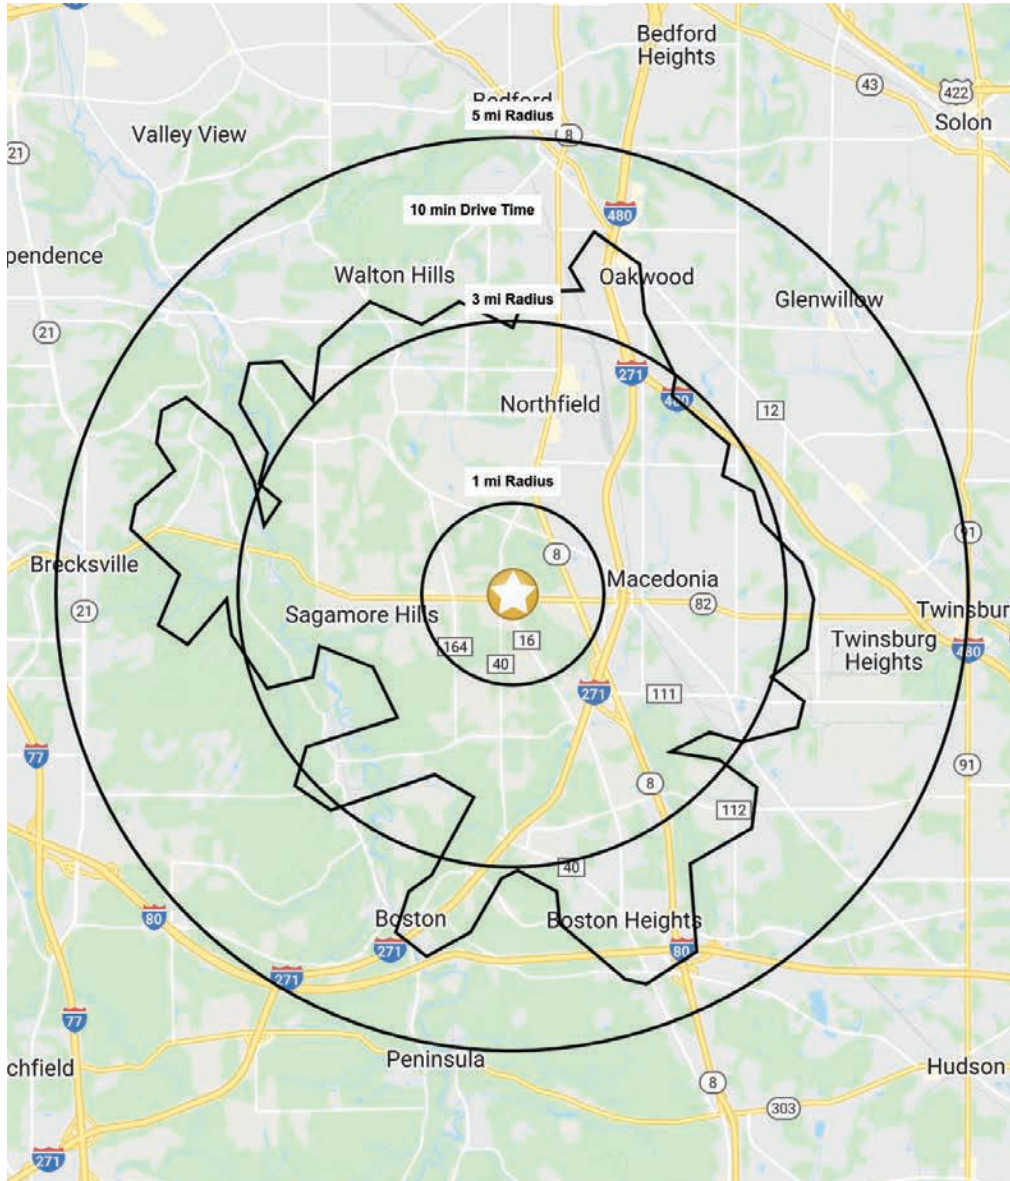 Bedford
Heights
43
422
Solon
Bedford
5 mi Radius
8
Valley View
21
10 min Drive Time
480
pendence
Walton Hills
Oakwood
Glenwillow
3 mi Radius
21
271
480
Northfield
12
1 mi Radius
91
8
Brecksville
Macedonia
21
82
Twinsbur
Sagamore Hills
16
164
40
Twinsburg
Heights
480
271
111
77
91
8
112
40
80
Boston
Boston Heights
271
80
271
77
Peninsula
chfield
Hudson
8
303
271